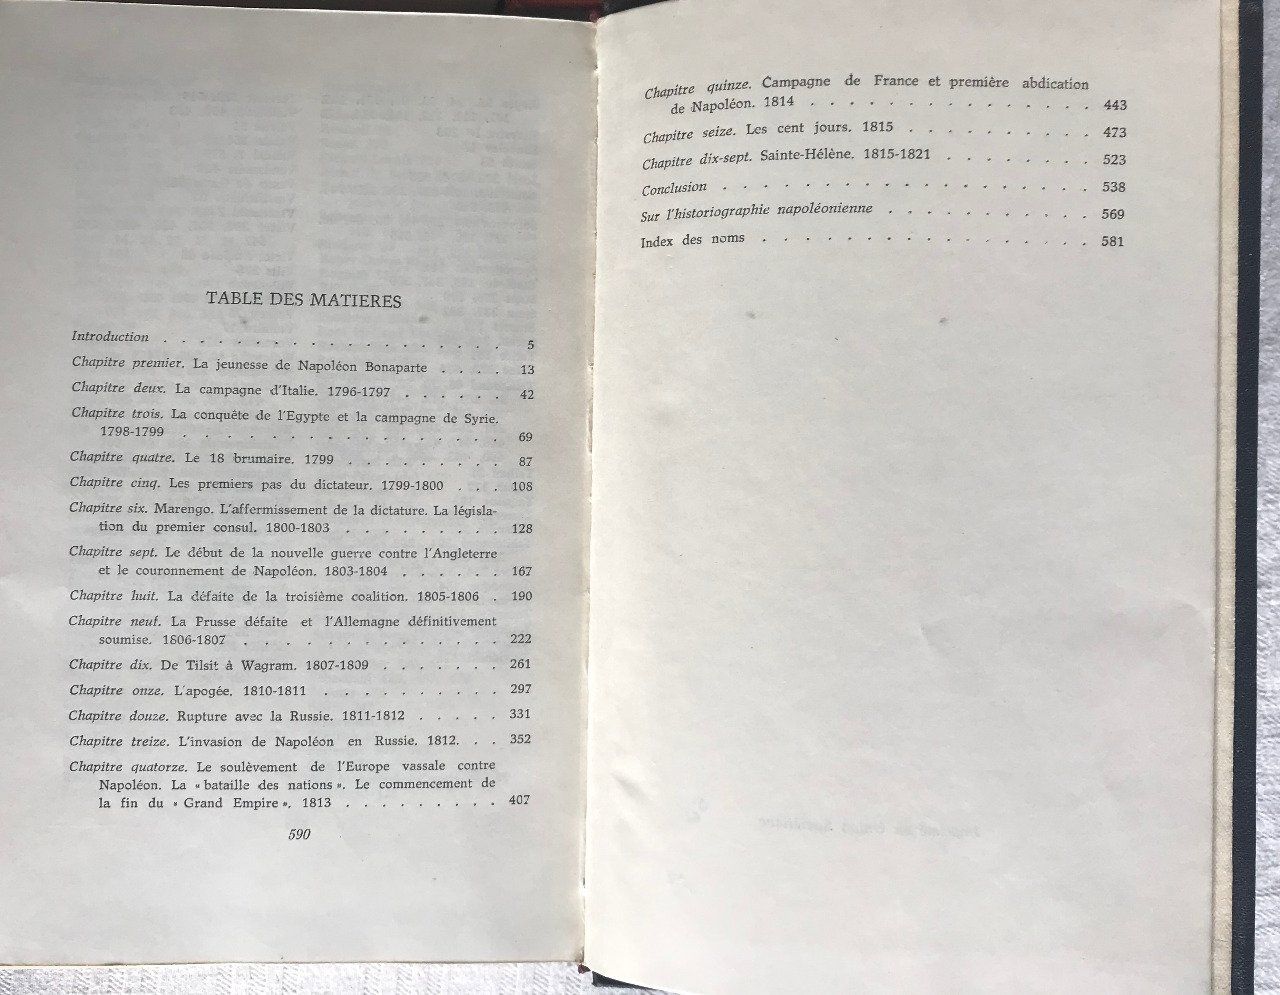 TABLE DES MATIERES
Introduction . . . . . . . . . . . . . . . . . . 5
Chapitre premier. La jeunesse de Napoléon Bonaparte . . . . 13
Chapitre deux. La campagne d'Italie. 1796-1797 . . . . . . 42
Chapitre trois. La conquête de l'Egypte et la campagne de Syrie.
1798-1799 . . . . . . . . . . . . . . . . 69
Chapitre quatre. Le 18 brumaire. 1799 . . . . . . . . . 87
Chapitre cinq. Les premiers pas du dictateur. 1799-1800 . . . 108
Chapitre six. Marengo. L'affermissement de la dictature. La législa-
tion du premier consul. 1800-1803 . . . . . . . . 128
Chapitre sept. Le début de la nouvelle guerre contre l'Angleterre
et le couronnement de Napoléon. 1803-1804 . . . . . . 167
Chapitre huit. La défaite de la troisième coalition. 1805-1806 . 190
Chapitre neuf. La Prusse défaite et l'Allemagne définitivement
soumise. 1806-1807 . . . . . . . . . . . . . 222
Chapitre dix. De Tilsit à Wagram. 1807-1809 . . . . . . . 261
Chapitre onze. L'apogée. 1810-1811 . . . . . . . . . . 297
Chapitre douze. Rupture avec la Russie. 1811-1812 . . . . . 331
Chapitre treize. L'invasion de Napoléon en Russie. 1812. . . 352
Chapitre quatorze. Le soulèvement de l'Europe vassale contre
Napoléon. La « bataille des nations ». Le commencement de
la fin du « Grand Empire ». 1813 . . . . . . . . . 407
590
Chapitre quinze. Campagne de France et première abdication
de Napoléon. 1814 . . . . . . . . . . . . . . 443
Chapitre seize. Les cent jours. 1815 . . . . . . . . . 473
Chapitre dix-sept. Sainte-Hélène. 1815-1821 . . . . . . . . 523
Conclusion . . . . . . . . . . . . . . . . . . 538
Sur l'historiographie napoléonienne . . . . . . . . . . 569
Index des noms . . . . . . . . . . . . . . . . 581